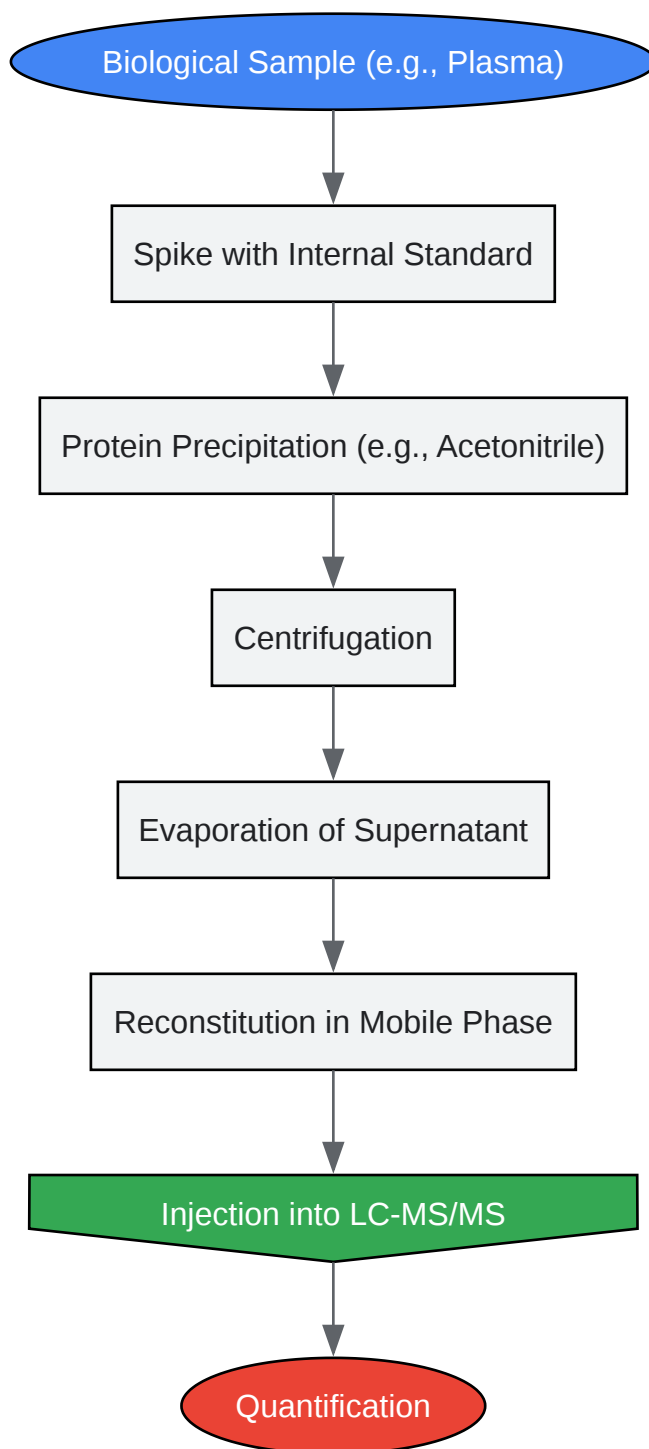 Biological Sample (e.g., Plasma)
Spike with Internal Standard
Protein Precipitation (e.g., Acetonitrile)
Centrifugation
Evaporation of Supernatant
Reconstitution in Mobile Phase
Injection into LC-MS/MS
Quantification